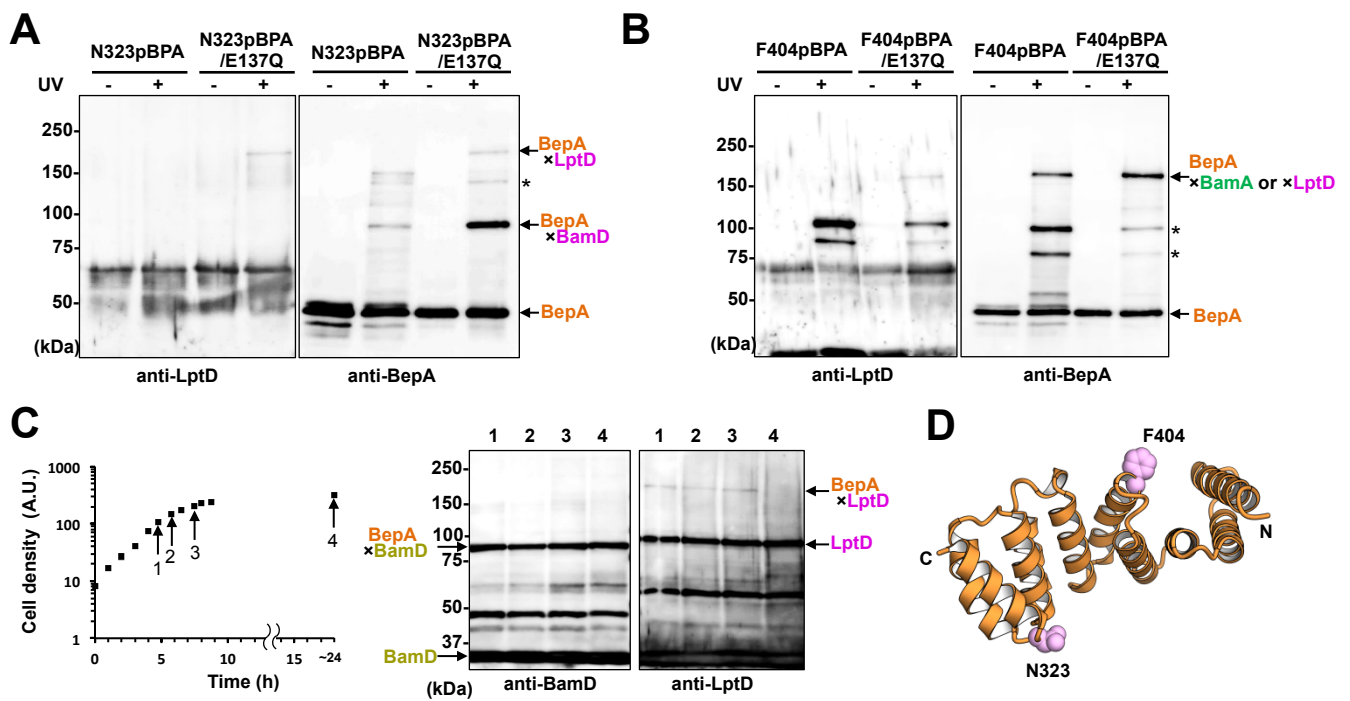 A
N323pBPA
N323pBPA
/E137Q
N323pBPA
N323pBPA
/E137Q
UV
- + - + - + - +
250
150
100
75
50
(kDa)
BepA
×LptD
*
BepA
×BamD
BepA
anti-LptD
anti-BepA
B
F404pBPA
F404pBPA
/E137Q
F404pBPA
F404pBPA
/E137Q
UV
- + - + - + - +
250
150
100
75
50
(kDa)
BepA
×BamA or ×LptD
*
*
BepA
anti-LptD
anti-BepA
C
Cell density (A.U.)
1000
100
10
1
0 5 10 15 ~24
Time (h)
1
2
3
4
1 2 3 4
1 2 3 4
250
150
100
75
50
37
(kDa)
BepA
×BamD
BamD
BepA
×LptD
LptD
anti-BamD
anti-LptD
D
F404
N
C
N323